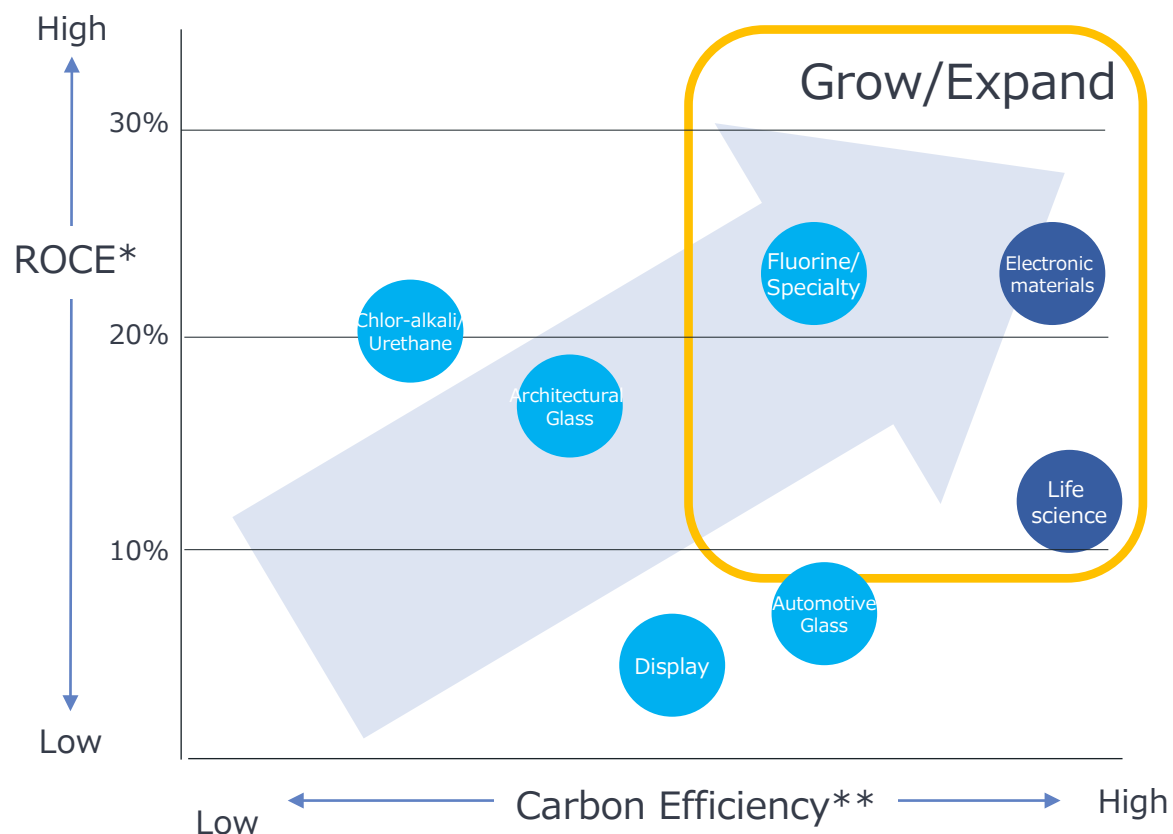 High
Grow/Expand
30%
ROCE*
Fluorine/
Specialty
Electronic
materials
Chlor-alkali/
Urethane
20%
Architectural
Glass
Life
science
10%
Automotive
Glass
Display
Low
Low
Carbon Efficiency**
High